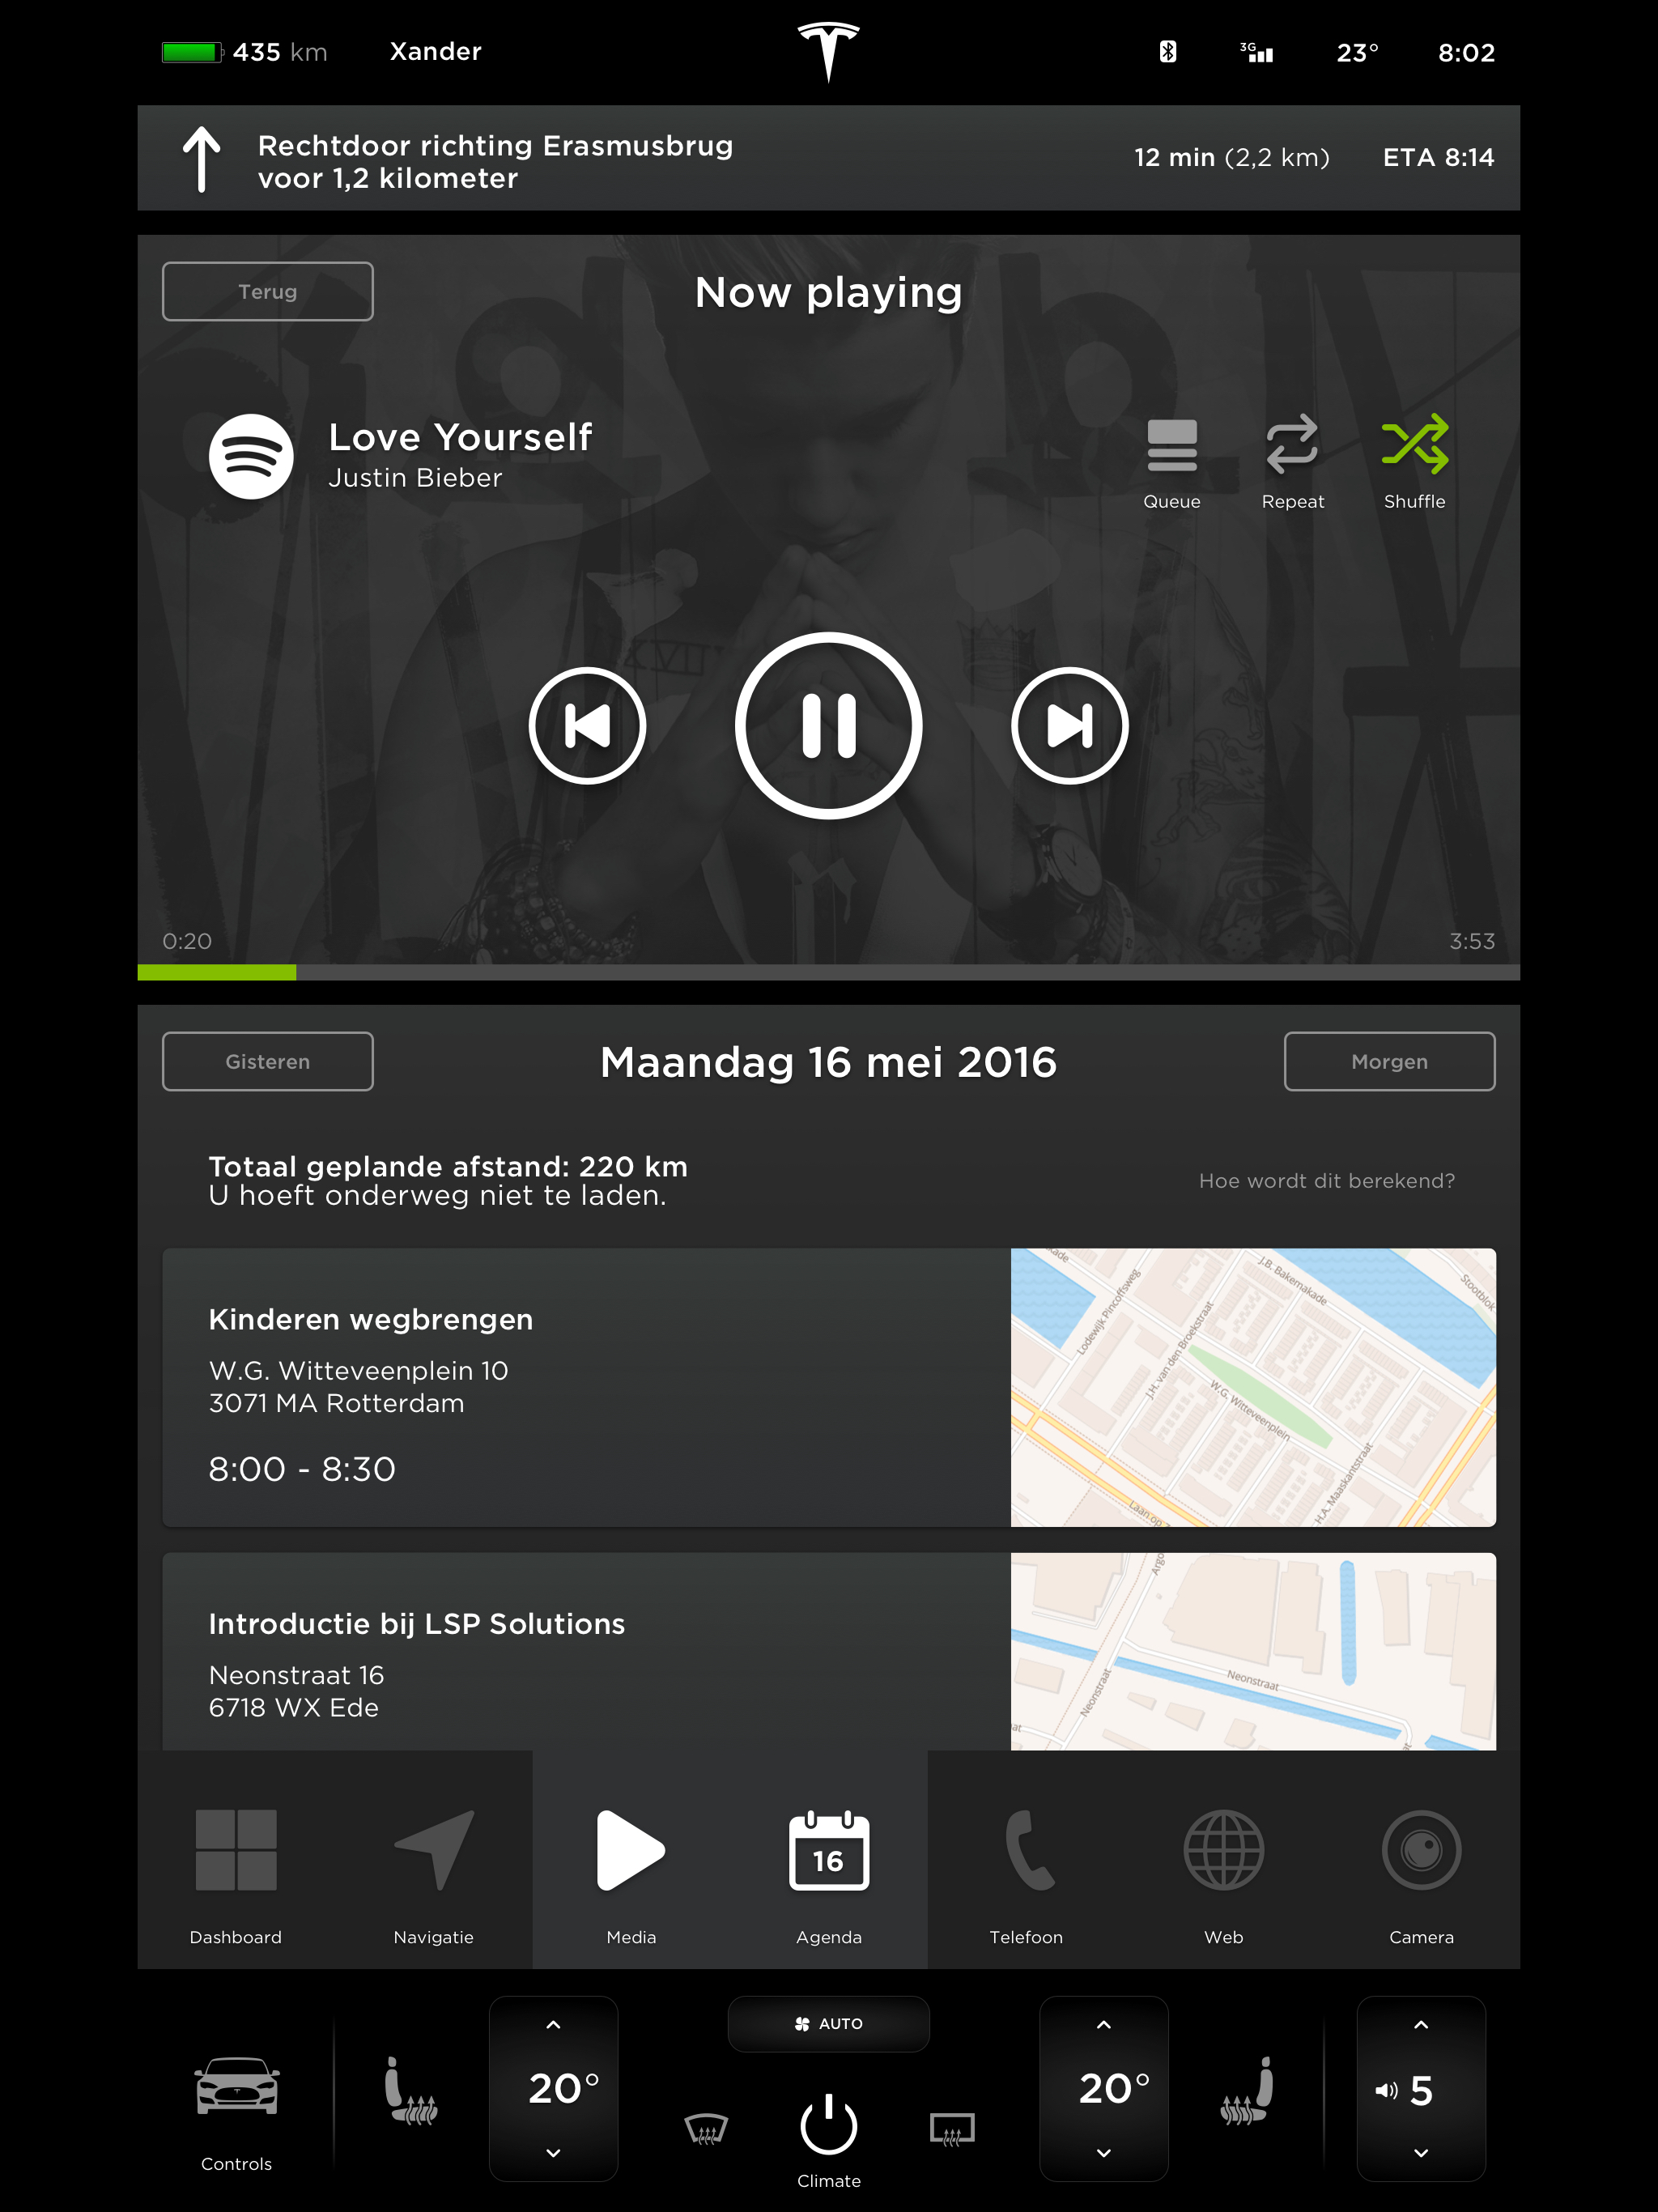 435 km
Xander
3G
23°
8:02
Rechtdoor richting Erasmusbrug
voor 1,2 kilometer
12 min (2,2 km)
ETA 8:14
Terug
Now playing
Love Yourself
Justin Bieber
Queue
Repeat
Shuffle
XVII
0:20
3:53
Gisteren
Maandag 16 mei 2016
Morgen
Totaal geplande afstand: 220 km
U hoeft onderweg niet te laden.
Hoe wordt dit berekend?
Kinderen wegbrengen
W.G. Witteveenplein 10
3071 MA Rotterdam
8:00 - 8:30
kade
Lodewijk Pincoffsweg
J.B. Bakemakade
Stootblok
J.H. van den Broekstraat
W.G. Witteveenplein
H.A. Maaskantstraat
Laan op Z
Introductie bij LSP Solutions
Neonstraat 16
6718 WX Ede
Argo
Neonstraat
Neonstraat
at
at
16
Dashboard
Navigatie
Media
Agenda
Telefoon
Web
Camera
AUTO
20°
20°
5
Controls
Climate